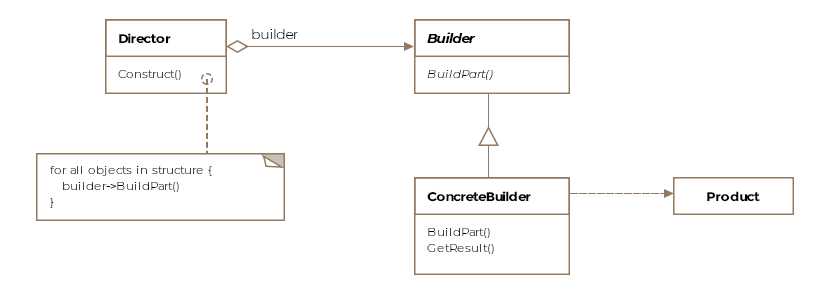 Director
builder
Builder
Construct()
BuildPart()
for all objects in structure {
builder->BuildPart()
}
ConcreteBuilder
Product
BuildPart()
GetResult()